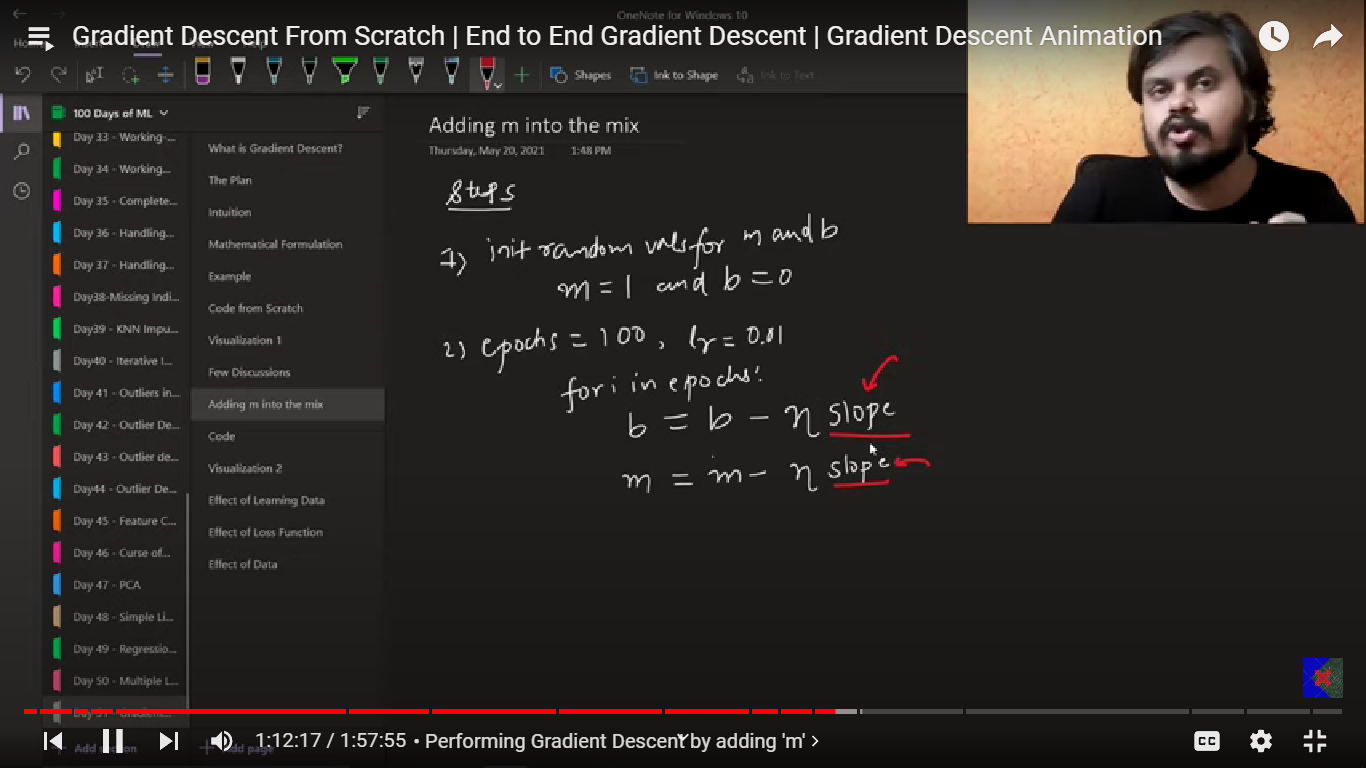 OneNote for Windows 10
Gradient Descent From Scratch | End to End Gradient Descent | Gradient Descent Animation
Shapes
Ink to Shape
Ink to Text
100 Days of ML
Day 33 - Working-...
Day 34 - Working...
Day 35 - Complete...
Day 36 - Handling...
Day 37 - Handling...
Day38-Missing Indi...
Day39 - KNN Impu...
Day40 - Iterative I...
Day 41 - Outliers in...
Day 42 - Outlier De...
Day 43 - Outlier de...
Day44 - Outlier De...
Day 45 - Feature C...
Day 46 - Curse of...
Day 47 - PCA
Day 48 - Simple Li...
Day 49 - Regressio...
Day 50 - Multiple L...
Day 51 - Gradient...
Add section
What is Gradient Descent?
The Plan
Intuition
Mathematical Formulation
Example
Code from Scratch
Visualization 1
Few Discussions
Adding m into the mix
Code
Visualization 2
Effect of Learning Data
Effect of Loss Function
Effect of Data
Add page
Adding m into the mix
Thursday, May 20, 2021 1:48 PM
Steps
1) init random vals for m and b
m = 1 and b = 0
2) epochs = 100, lr = 0.01
for i in epochs:
b = b - η slope
m = m - η slope
1:12:17 / 1:57:55 • Performing Gradient Descent by adding 'm' >
CC